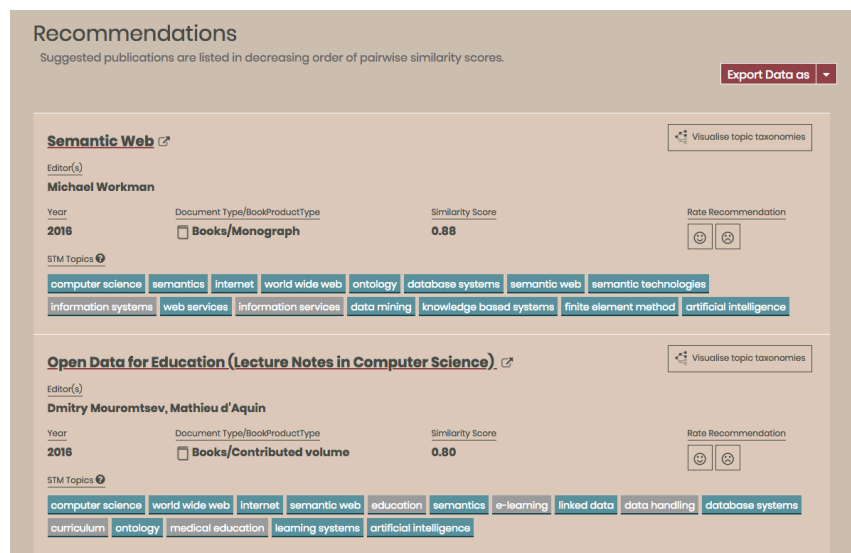 Recommendations
Suggested publications are listed in decreasing order of pairwise similarity scores.
Export Data as
Semantic Web
Visualise topic taxonomies
Editor(s)
Michael Workman
Year Document Type/BookProductType Similarity Score Rate Recommendation
2016 Books/Monograph 0.88
STM Topics ?
computer science semantics internet world wide web ontology database systems semantic web semantic technologies
information systems web services information services data mining knowledge based systems finite element method artificial intelligence
Open Data for Education (Lecture Notes in Computer Science)
Visualise topic taxonomies
Editor(s)
Dmitry Mouromtsev, Mathieu d'Aquin
Year Document Type/BookProductType Similarity Score Rate Recommendation
2016 Books/Contributed volume 0.80
STM Topics ?
computer science world wide web internet semantic web education semantics e-learning linked data data handling database systems
curriculum ontology medical education learning systems artificial intelligence